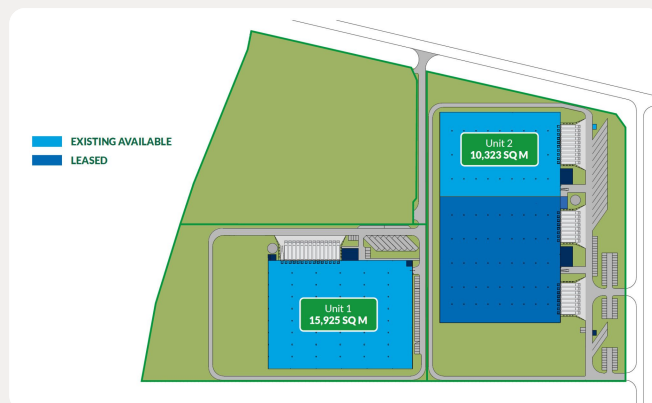 EXISTING AVAILABLE
LEASED
Unit 2
10,323 SQ M
Unit 1
15,925 SQ M